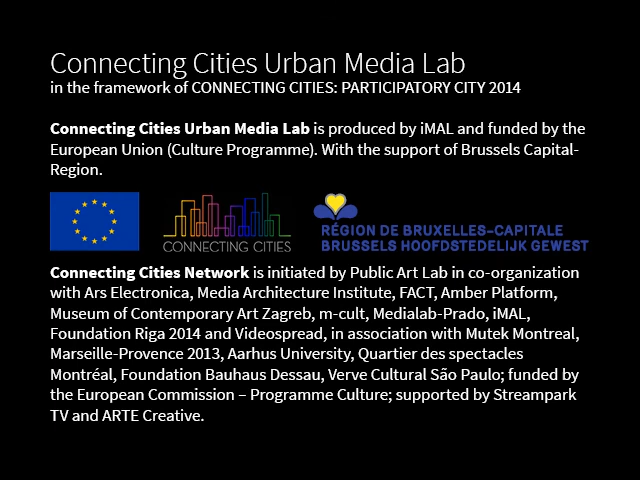 Connecting Cities Urban Media Lab
in the framework of CONNECTING CITIES: PARTICIPATORY CITY 2014
Connecting Cities Urban Media Lab is produced by iMAL and funded by the
European Union (Culture Programme). With the support of Brussels Capital-
Region.
CONNECTING CITIES
RÉGION DE BRUXELLES-CAPITALE
BRUSSELS HOOFDSTEDELIJK GEWEST
Connecting Cities Network is initiated by Public Art Lab in co-organization
with Ars Electronica, Media Architecture Institute, FACT, Amber Platform,
Museum of Contemporary Art Zagreb, m-cult, Medialab-Prado, iMAL,
Foundation Riga 2014 and Videospread, in association with Mutek Montreal,
Marseille-Provence 2013, Aarhus University, Quartier des spectacles
Montréal, Foundation Bauhaus Dessau, Verve Cultural São Paulo; funded by
the European Commission – Programme Culture; supported by Streampark
TV and ARTE Creative.